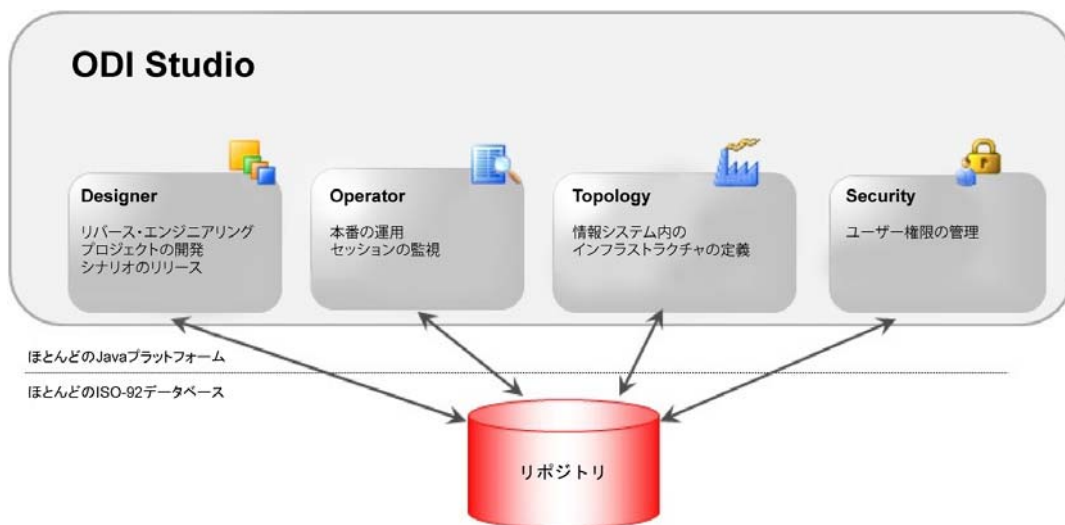 ODI Studio
Designer
リバース・エンジニアリング
プロジェクトの開発
シナリオのリリース
Operator
本番の運用
セッションの監視
Topology
情報システム内の
インフラストラクチャの定義
Security
ユーザー権限の管理
ほとんどのJavaプラットフォーム
ほとんどのISO-92データベース
リポジトリ